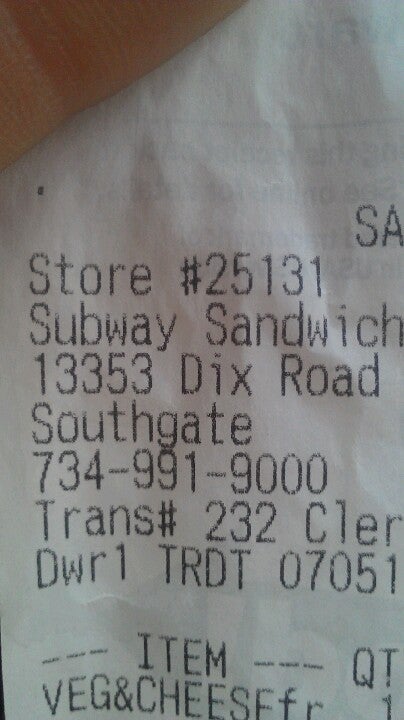 SA
Store #25131
Subway Sandwich
13353 Dix Road
Southgate
734-991-9000
Trans# 232 Cler
Dwr1 TRDT 07051
--- ITEM --- QT
VEG&CHEESEfr 1